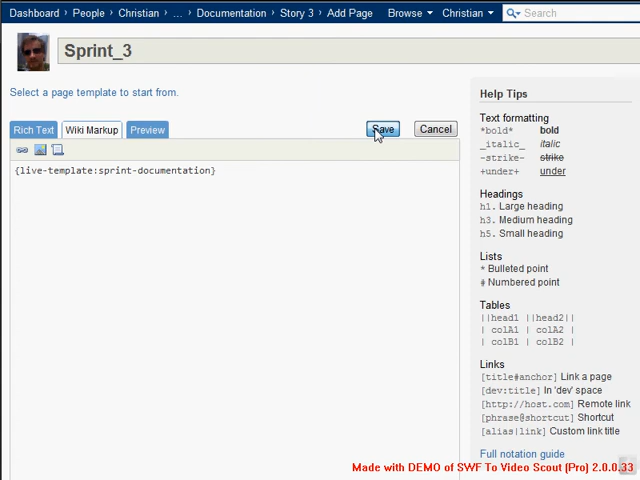 Dashboard › People › Christian › ... › Documentation › Story 3 › Add Page Browse Christian Search
Sprint_3
Select a page template to start from.
Rich Text Wiki Markup Preview Save Cancel
{live-template:sprint-documentation}
Help Tips
Text formatting
*bold* bold
_italic_ italic
-strike- strike
+under+ under
Headings
h1. Large heading
h3. Medium heading
h5. Small heading
Lists
* Bulleted point
# Numbered point
Tables
||head1 ||head2||
| colA1 | colA2 |
| colB1 | colB2 |
Links
[title#anchor] Link a page
[dev:title] In 'dev' space
[http://host.com] Remote link
[phrase@shortcut] Shortcut
[alias|link] Custom link title
Full notation guide
Made with DEMO of SWF To Video Scout (Pro) 2.0.0.33